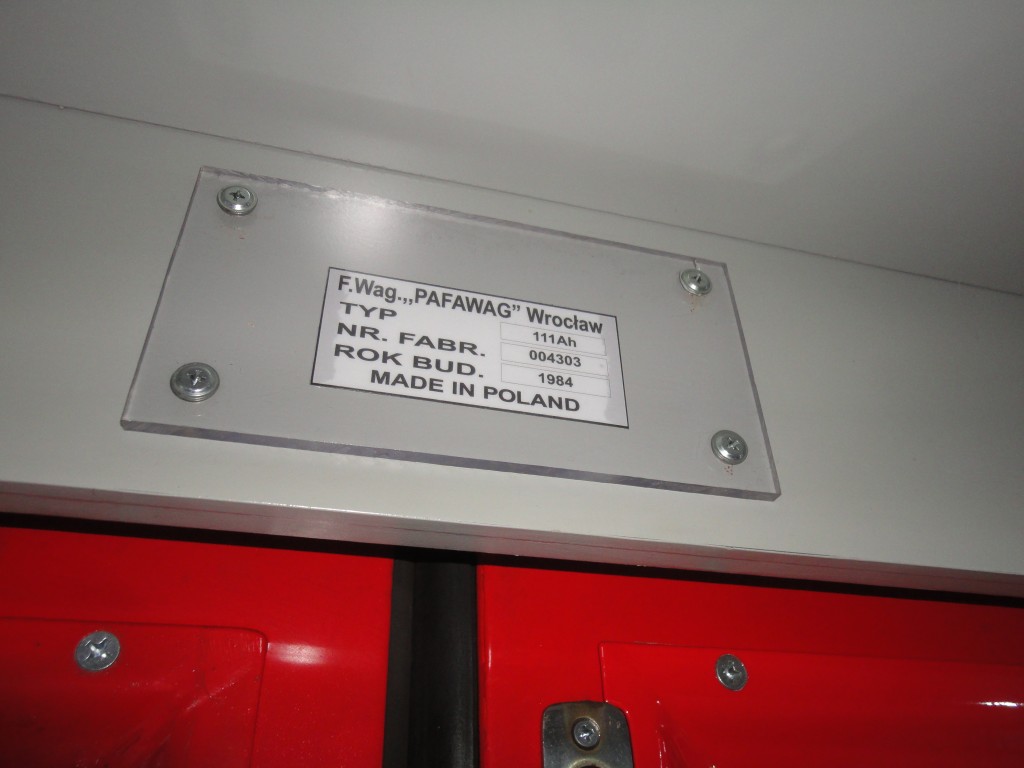 F.Wag.,„PAFAWAG” Wrocław
TYP 111Ah
NR. FABR. 004303
ROK BUD. 1984
MADE IN POLAND